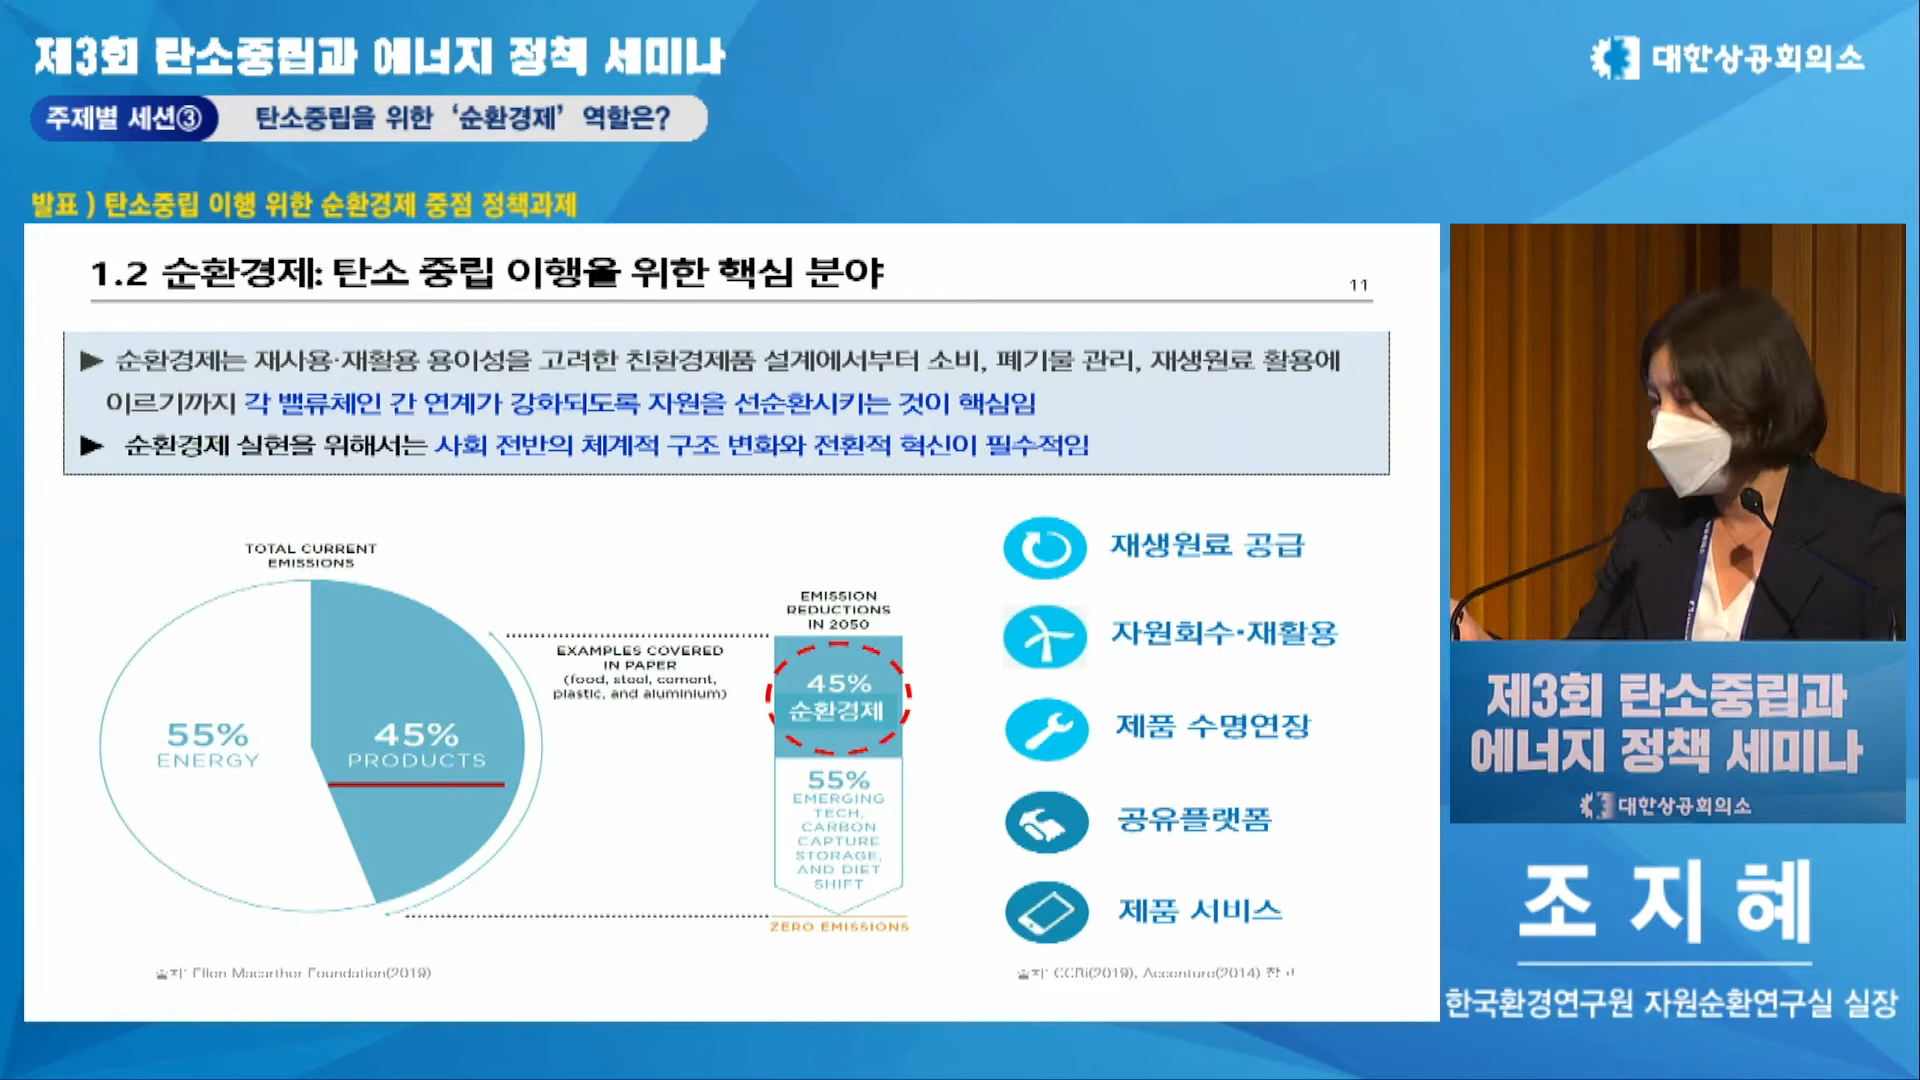 제3회 탄소중립과 에너지 정책 세미나
대한상공회의소
주제별 세션③
탄소중립을 위한 ‘순환경제’ 역할은?
발표 ) 탄소중립 이행 위한 순환경제 중점 정책과제
1.2 순환경제: 탄소 중립 이행을 위한 핵심 분야
11
▶ 순환경제는 재사용·재활용 용이성을 고려한 친환경제품 설계에서부터 소비, 폐기물 관리, 재생원료 활용에
이르기까지 각 밸류체인 간 연계가 강화되도록 자원을 선순환시키는 것이 핵심임
▶ 순환경제 실현을 위해서는 사회 전반의 체계적 구조 변화와 전환적 혁신이 필수적임
TOTAL CURRENT
EMISSIONS
55%
ENERGY
45%
PRODUCTS
EXAMPLES COVERED
IN PAPER
(food, steel, cement,
plastic, and aluminium)
EMISSION
REDUCTIONS
IN 2050
45%
순환경제
55%
EMERGING
TECH,
CARBON
CAPTURE
STORAGE,
AND DIET
SHIFT
ZERO EMISSIONS
재생원료 공급
자원회수·재활용
제품 수명연장
공유플랫폼
제품 서비스
출처: Ellen Macarthor Foundation(2019)
출처: (2019), Accenture(2014) 참고
제3회 탄소중립과
에너지 정책 세미나
대한상공회의소
조지혜
한국환경연구원 자원순환연구실 실장